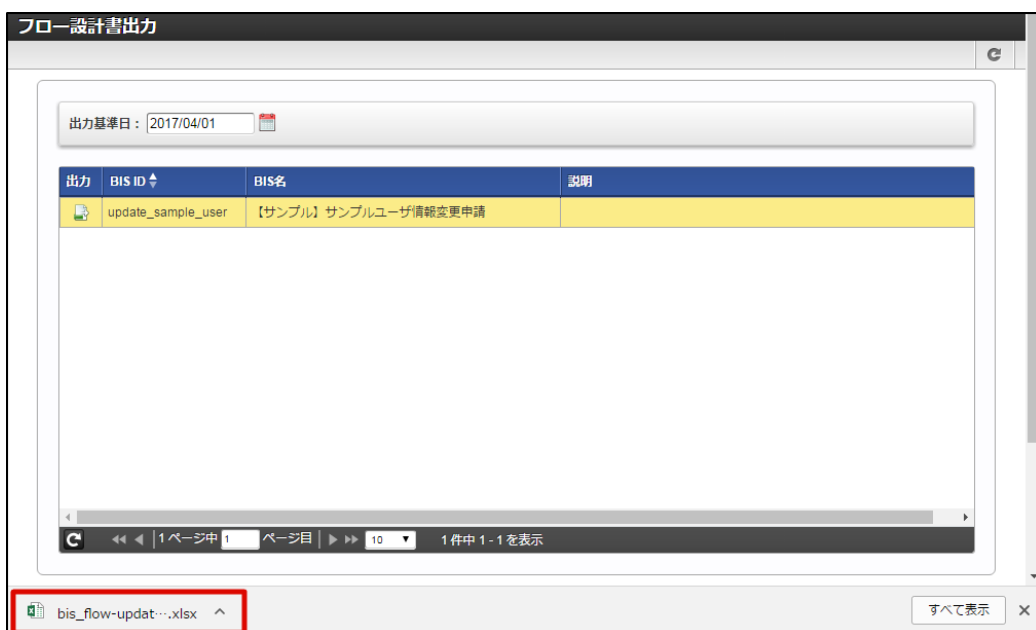 フロー設計書出力
出力基準日： 2017/04/01
出力 BIS ID BIS名 説明
update_sample_user 【サンプル】サンプルユーザ情報変更申請
1 ページ中 1 ページ目 10 1 件中 1 - 1 を表示
bis_flow-updat….xlsx すべて表示